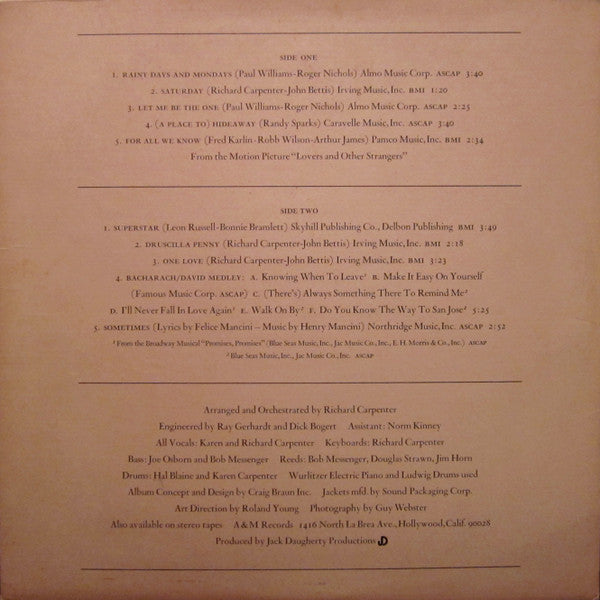 SIDE ONE
1. RAINY DAYS AND MONDAYS (Paul Williams-Roger Nichols) Almo Music Corp. ASCAP 3:40
2. SATURDAY (Richard Carpenter-John Bettis) Irving Music, Inc. BMI 1:20
3. LET ME BE THE ONE (Paul Williams-Roger Nichols) Almo Music Corp. ASCAP 2:25
4. (A PLACE TO) HIDEAWAY (Randy Sparks) Caravelle Music, Inc. ASCAP 3:40
5. FOR ALL WE KNOW (Fred Karlin-Robb Wilson-Arthur James) Pamco Music, Inc. BMI 2:34
From the Motion Picture "Lovers and Other Strangers"
SIDE TWO
1. SUPERSTAR (Leon Russell-Bonnie Bramlett) Skyhill Publishing Co., Delbon Publishing BMI 3:49
2. DRUSCILLA PENNY (Richard Carpenter-John Bettis) Irving Music, Inc. BMI 2:18
3. ONE LOVE (Richard Carpenter-John Bettis) Irving Music, Inc. BMI 3:23
4. BACHARACH/DAVID MEDLEY: A. Knowing When To Leave¹ B. Make It Easy On Yourself
(Famous Music Corp. ASCAP) C. (There's) Always Something There To Remind Me²
D. I'll Never Fall In Love Again¹ E. Walk On By² F. Do You Know The Way To San Jose² 5:25
5. SOMETIMES (Lyrics by Felice Mancini – Music by Henry Mancini) Northridge Music, Inc. ASCAP 2:52
¹ From the Broadway Musical "Promises, Promises" (Blue Seas Music, Inc., Jac Music Co., Inc., E. H. Morris & Co., Inc.) ASCAP
² Blue Seas Music, Inc., Jac Music Co., Inc. ASCAP
Arranged and Orchestrated by Richard Carpenter
Engineered by Ray Gerhardt and Dick Bogert Assistant: Norm Kinney
All Vocals: Karen and Richard Carpenter Keyboards: Richard Carpenter
Bass: Joe Osborn and Bob Messenger Reeds: Bob Messenger, Douglas Strawn, Jim Horn
Drums: Hal Blaine and Karen Carpenter Wurlitzer Electric Piano and Ludwig Drums used
Album Concept and Design by Craig Braun Inc. Jackets mfd. by Sound Packaging Corp.
Art Direction by Roland Young Photography by Guy Webster
Also available on stereo tapes A&M Records 1416 North La Brea Ave., Hollywood, Calif. 90028
Produced by Jack Daugherty Productions JD